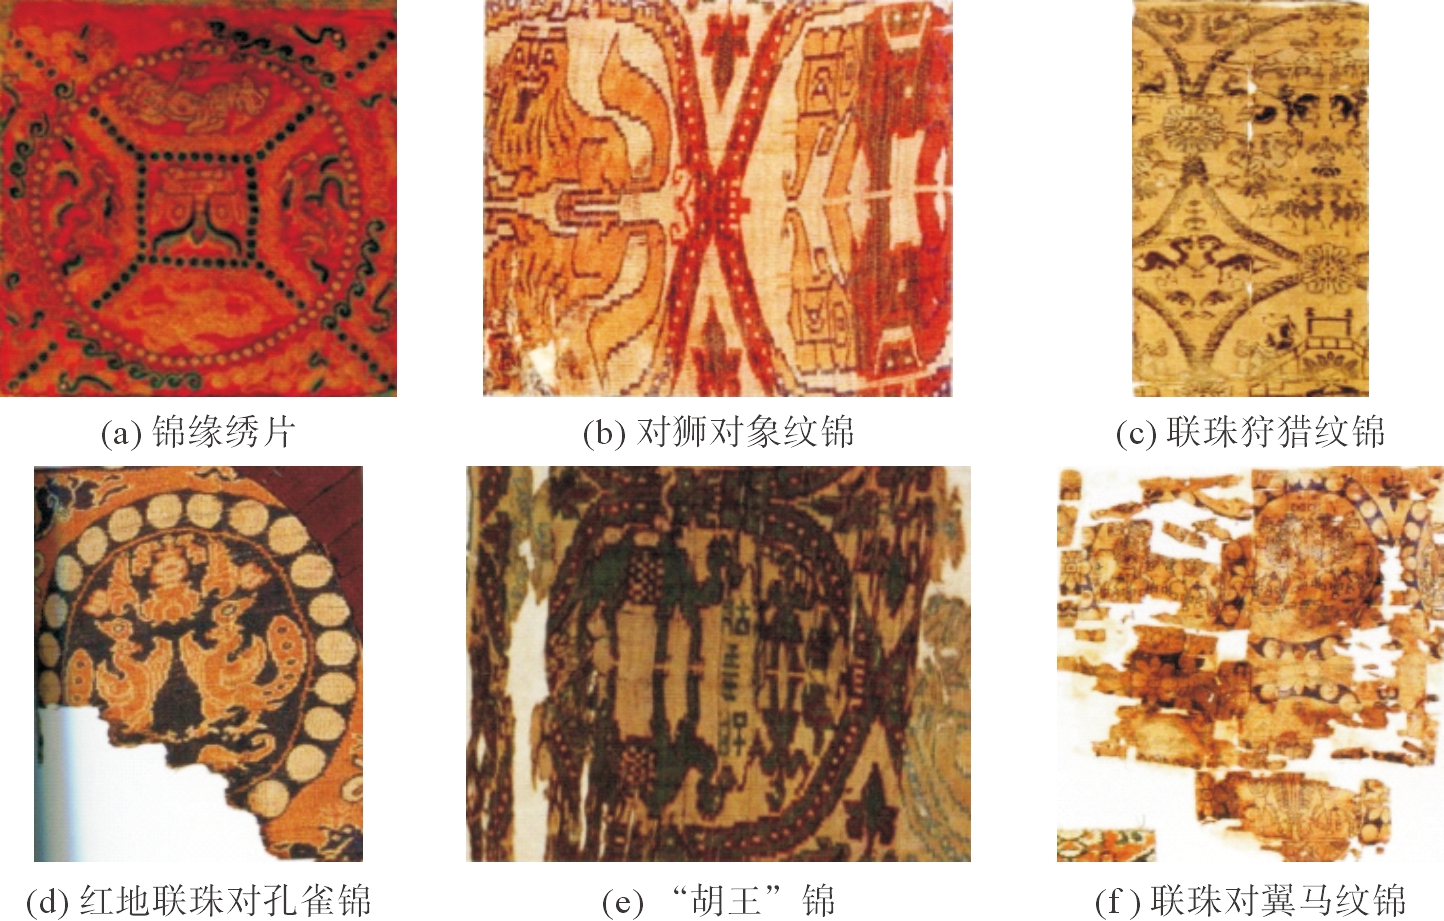 (a) 锦缘绣片
(b) 对狮对象纹锦
(c) 联珠狩猎纹锦
(d) 红地联珠对孔雀锦
(e) “胡王”锦
(f) 联珠对翼马纹锦